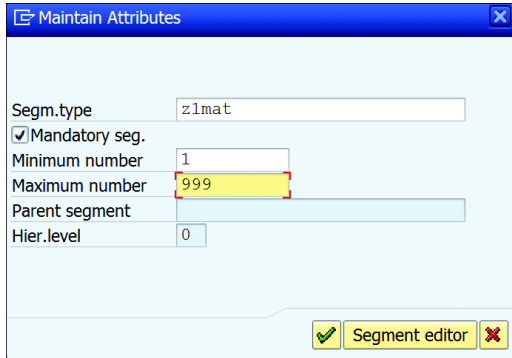 Maintain Attributes
Segm.type z1mat
Mandatory seg.
Minimum number 1
Maximum number 999
Parent segment
Hier.level 0
Segment editor